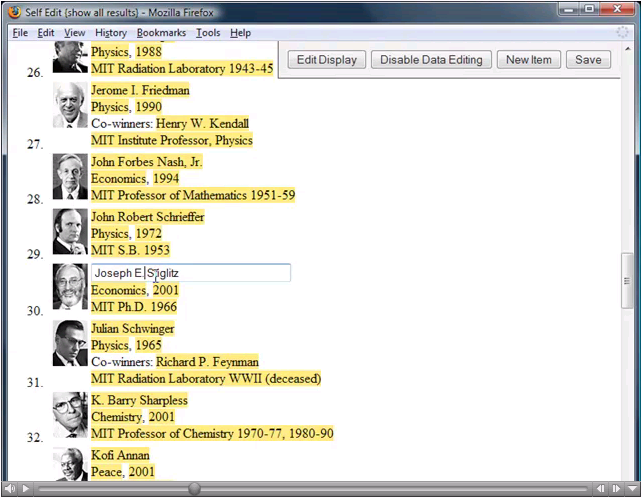 Self Edit (show all results) - Mozilla Firefox
File Edit View History Bookmarks Tools Help
Edit Display Disable Data Editing New Item Save
Physics, 1988
26. MIT Radiation Laboratory 1943-45
Jerome I. Friedman
Physics, 1990
Co-winners: Henry W. Kendall
27. MIT Institute Professor, Physics
John Forbes Nash, Jr.
Economics, 1994
28. MIT Professor of Mathematics 1951-59
John Robert Schrieffer
Physics, 1972
29. MIT S.B. 1953
Joseph E. Stiglitz
Economics, 2001
30. MIT Ph.D. 1966
Julian Schwinger
Physics, 1965
Co-winners: Richard P. Feynman
31. MIT Radiation Laboratory WWII (deceased)
K. Barry Sharpless
Chemistry, 2001
32. MIT Professor of Chemistry 1970-77, 1980-90
Kofi Annan
Peace, 2001